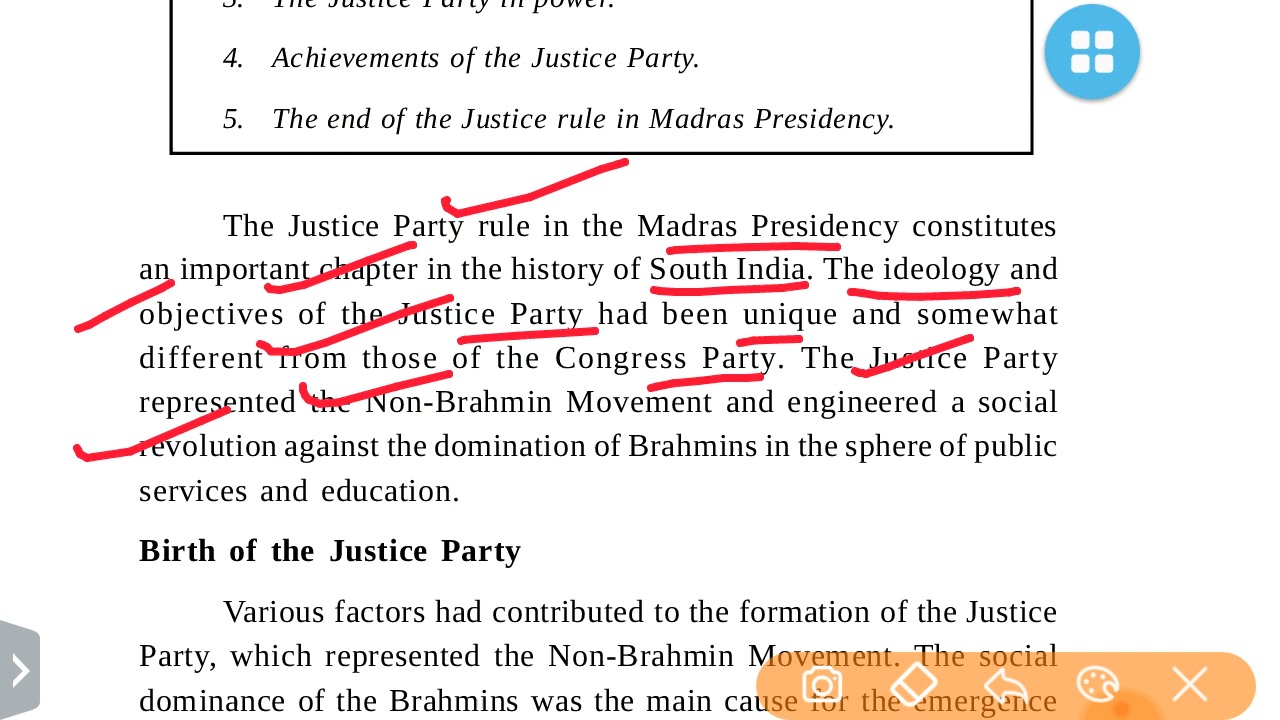 3. The Justice Party in power.
4. Achievements of the Justice Party.
5. The end of the Justice rule in Madras Presidency.
The Justice Party rule in the Madras Presidency constitutes
an important chapter in the history of South India. The ideology and
objectives of the Justice Party had been unique and somewhat
different from those of the Congress Party. The Justice Party
represented the Non-Brahmin Movement and engineered a social
revolution against the domination of Brahmins in the sphere of public
services and education.
Birth of the Justice Party
Various factors had contributed to the formation of the Justice
Party, which represented the Non-Brahmin Movement. The social
dominance of the Brahmins was the main cause for the emergence